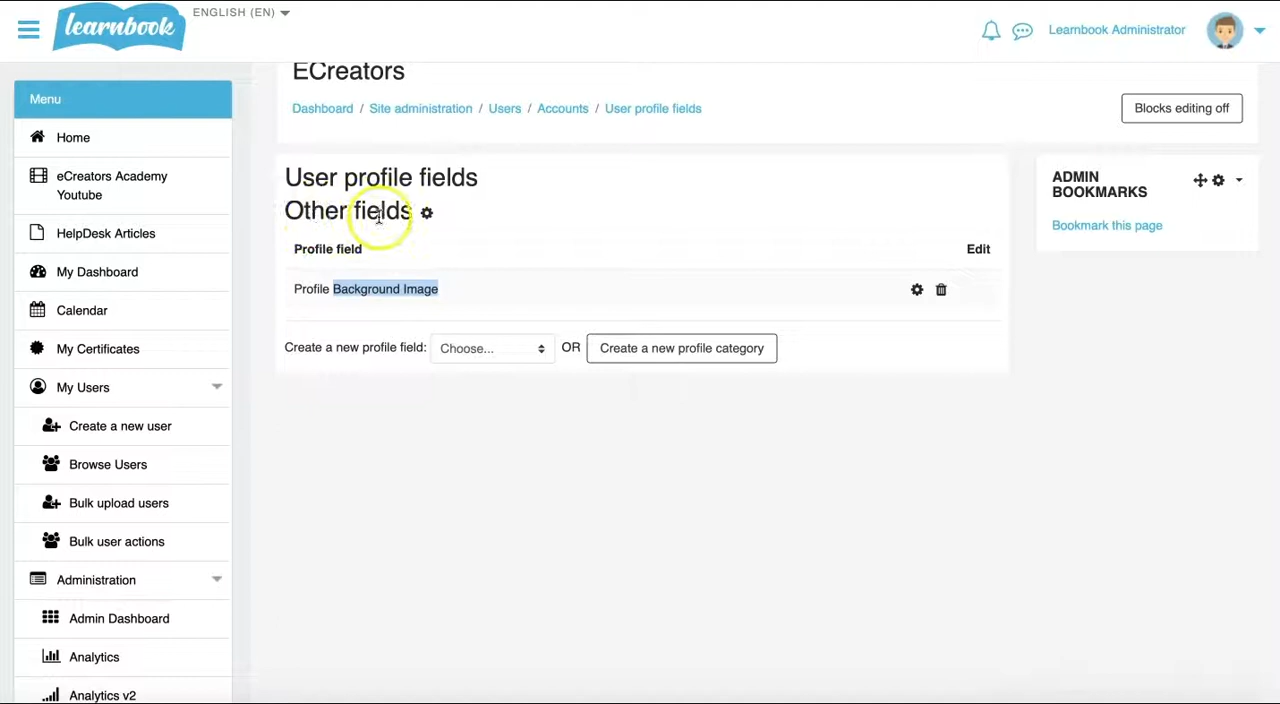 learnbook
ENGLISH (EN)
Learnbook Administrator
ECreators
Dashboard / Site administration / Users / Accounts / User profile fields
Blocks editing off
Menu
Home
eCreators Academy
Youtube
HelpDesk Articles
My Dashboard
Calendar
My Certificates
My Users
Create a new user
Browse Users
Bulk upload users
Bulk user actions
Administration
Admin Dashboard
Analytics
Analytics v2
User profile fields
Other fields
Profile field Edit
Profile Background Image
Create a new profile field: Choose... OR Create a new profile category
ADMIN
BOOKMARKS
Bookmark this page